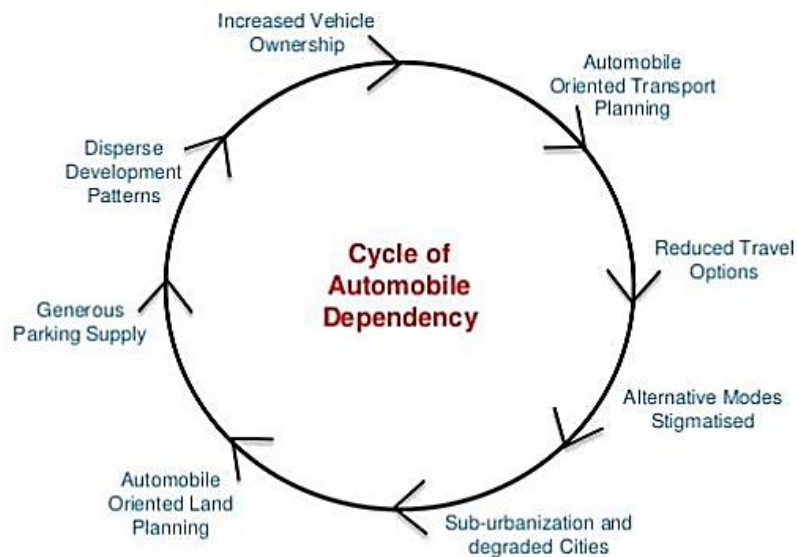 Increased Vehicle
Ownership
Automobile
Oriented Transport
Planning
Reduced Travel
Options
Alternative Modes
Stigmatised
Sub-urbanization and
degraded Cities
Automobile
Oriented Land
Planning
Generous
Parking Supply
Disperse
Development
Patterns
Cycle of
Automobile
Dependency